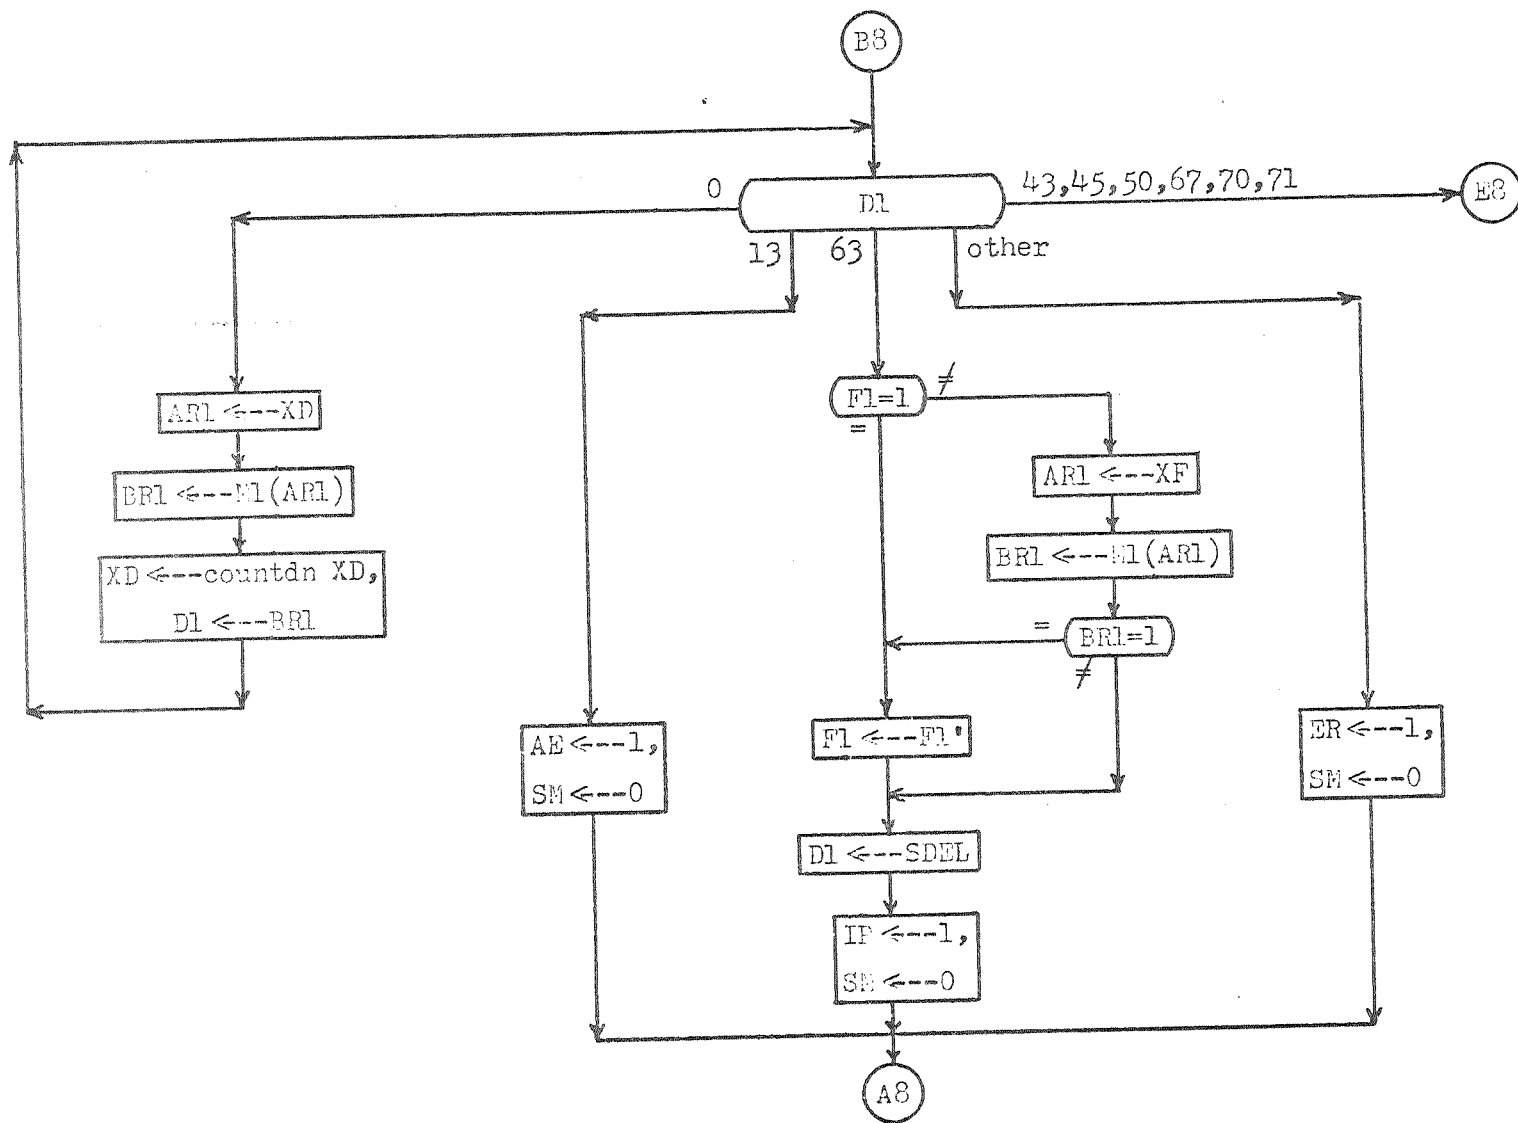 B8
0
D1
43,45,50,67,70,71
E8
13
63
other
F1=1
≠
=
AR1 <---XD
BR1 <---M1(AR1)
XD <---countdn XD,
D1 <---BR1
AR1 <---XF
BR1 <---M1(AR1)
=
BR1=1
≠
AE <---1,
SM <---0
F1 <---F1'
ER <---1,
SM <---0
D1 <---SDEL
<---1,
SM <---0
A8